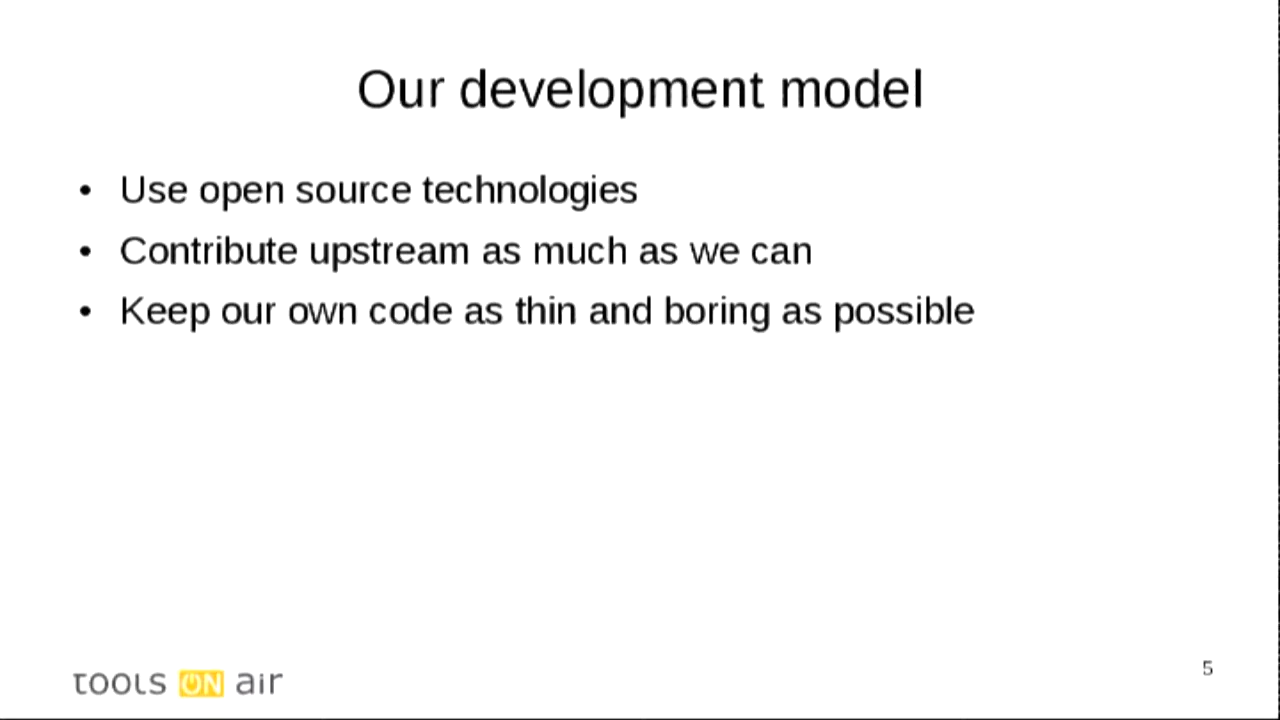 Our development model
• Use open source technologies
• Contribute upstream as much as we can
• Keep our own code as thin and boring as possible
tools ON air
5